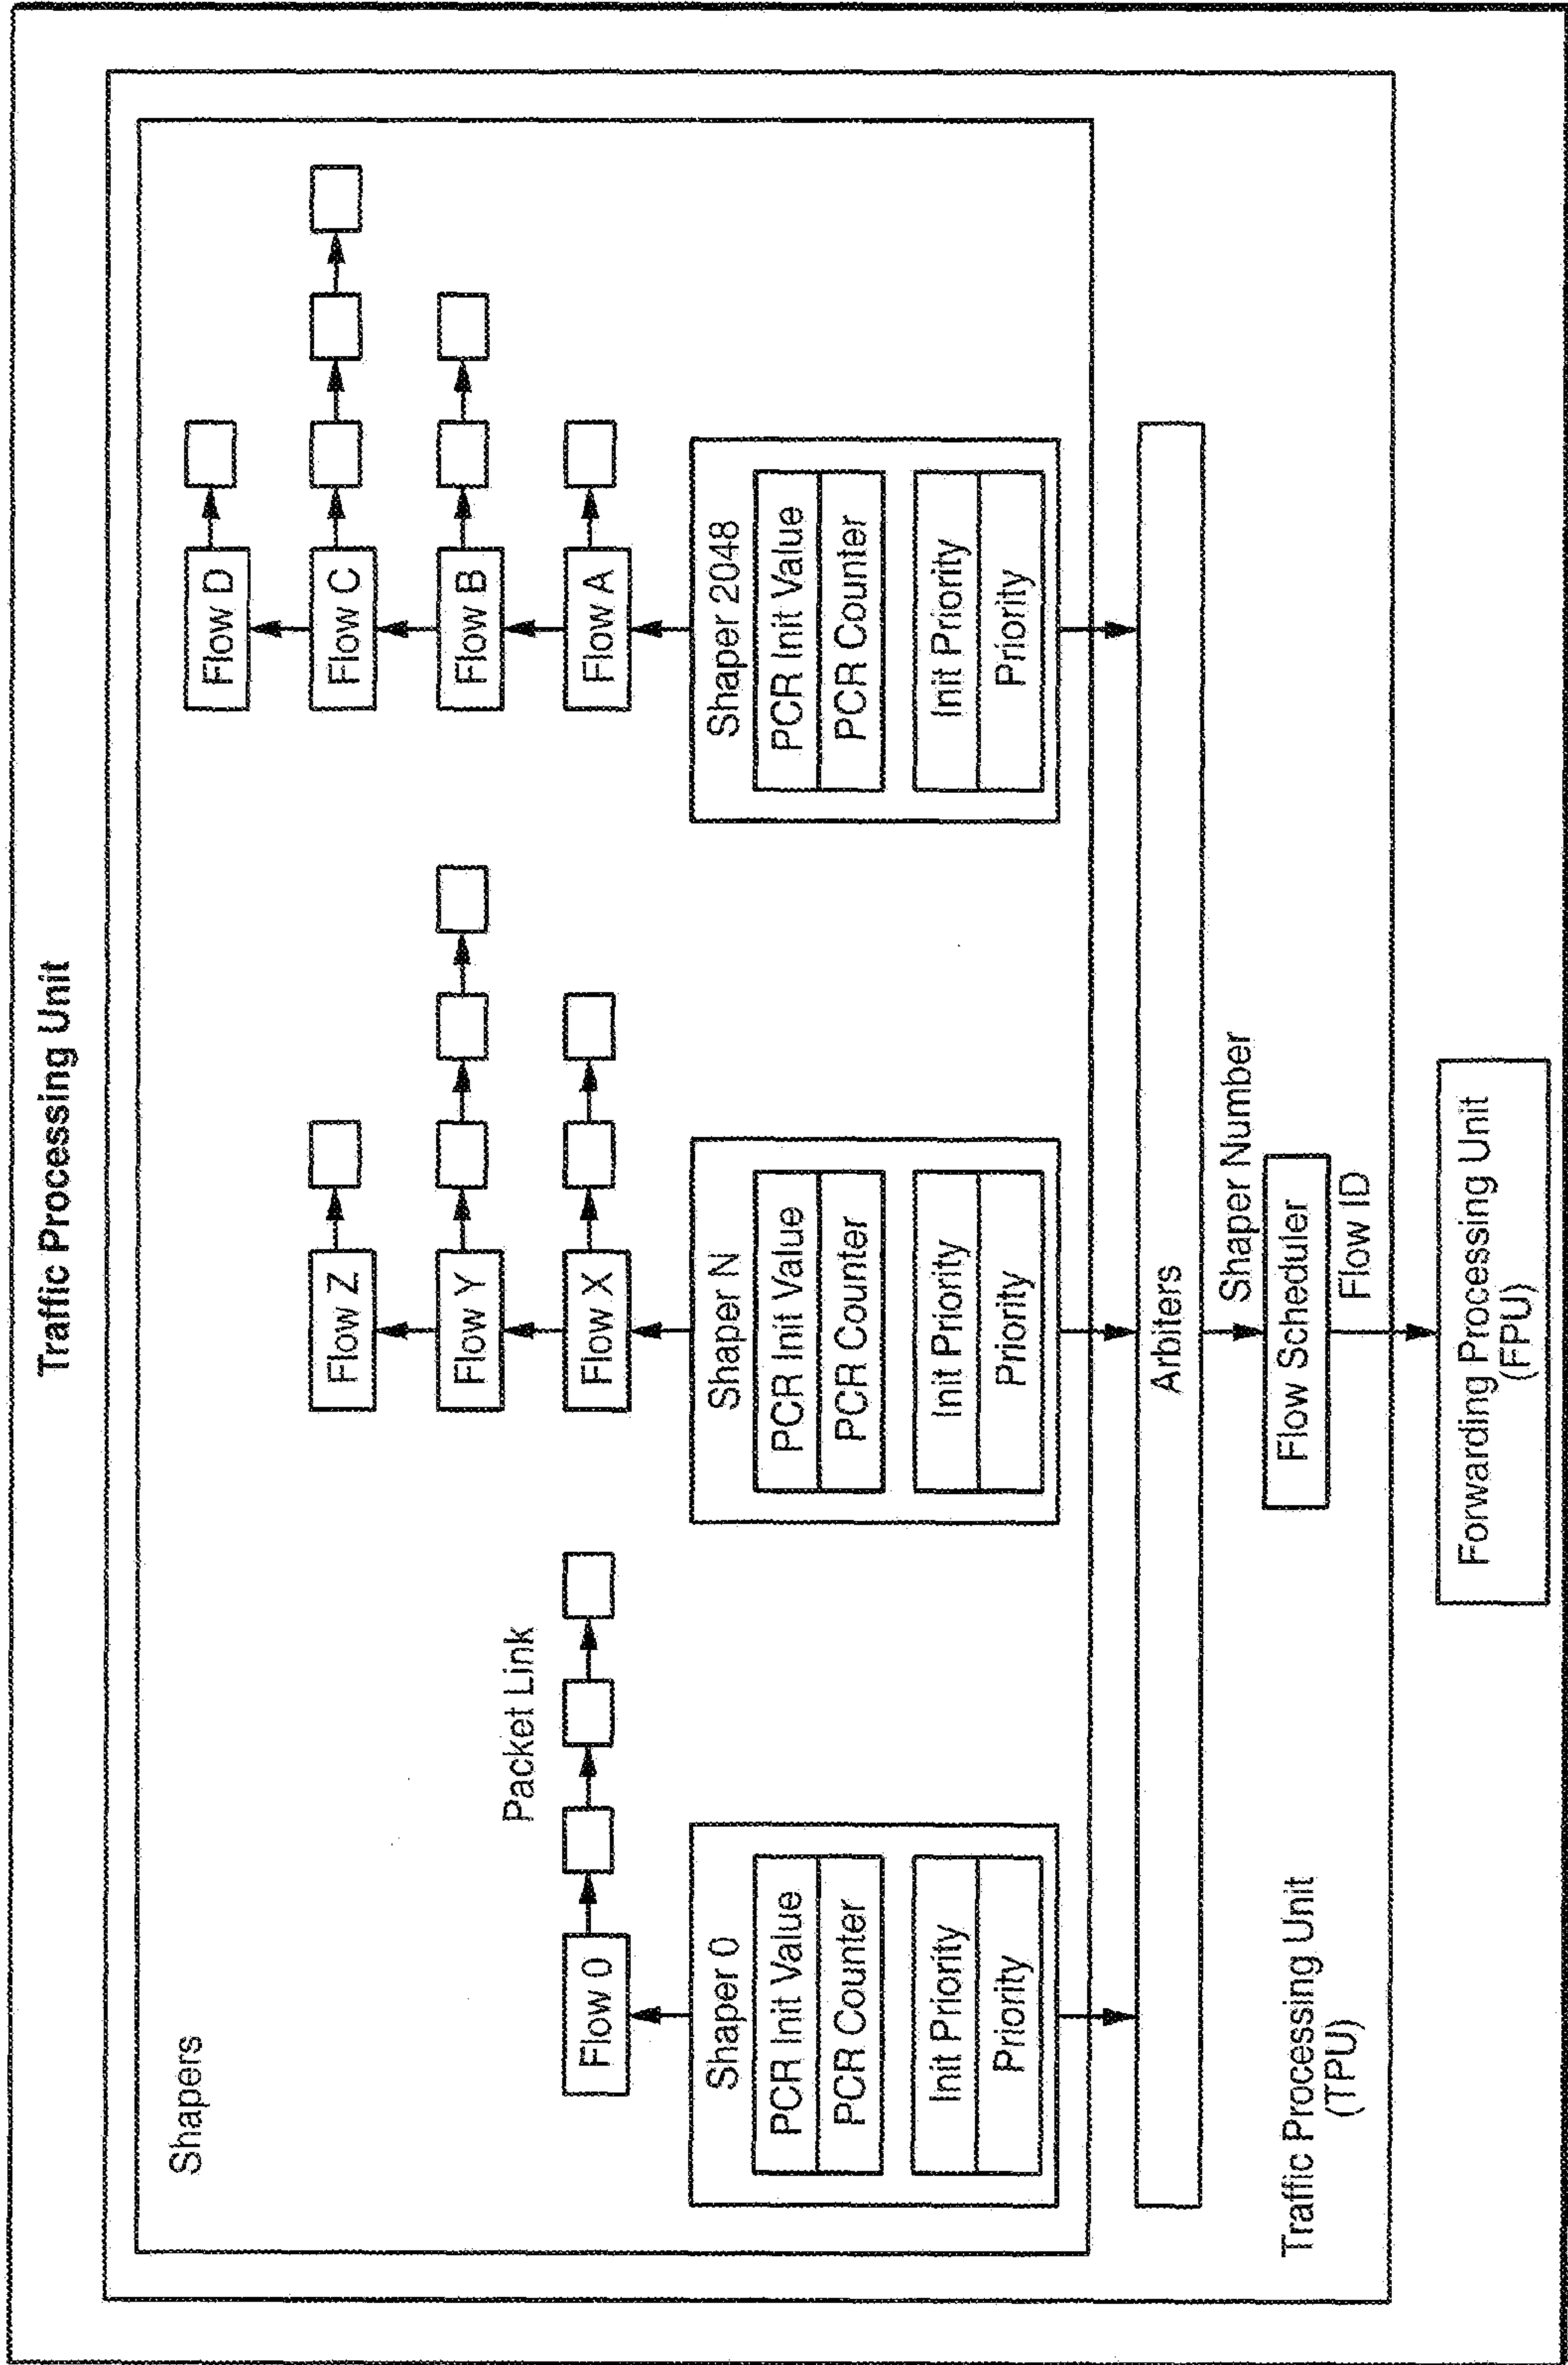 Traffic Processing Unit
Shapers
Flow D
Flow Z
Flow C
Packet Link
Flow Y
Flow B
Flow 0
Flow X
Flow A
Shaper 0
PCR Init Value
PCR Counter
Init Priority
Priority
Shaper N
PCR Init Value
PCR Counter
Init Priority
Priority
Shaper 2048
PCR Init Value
PCR Counter
Init Priority
Priority
Arbiters
Shaper Number
Flow Scheduler
Flow ID
Traffic Processing Unit
(TPU)
Forwarding Processing Unit
(FPU)